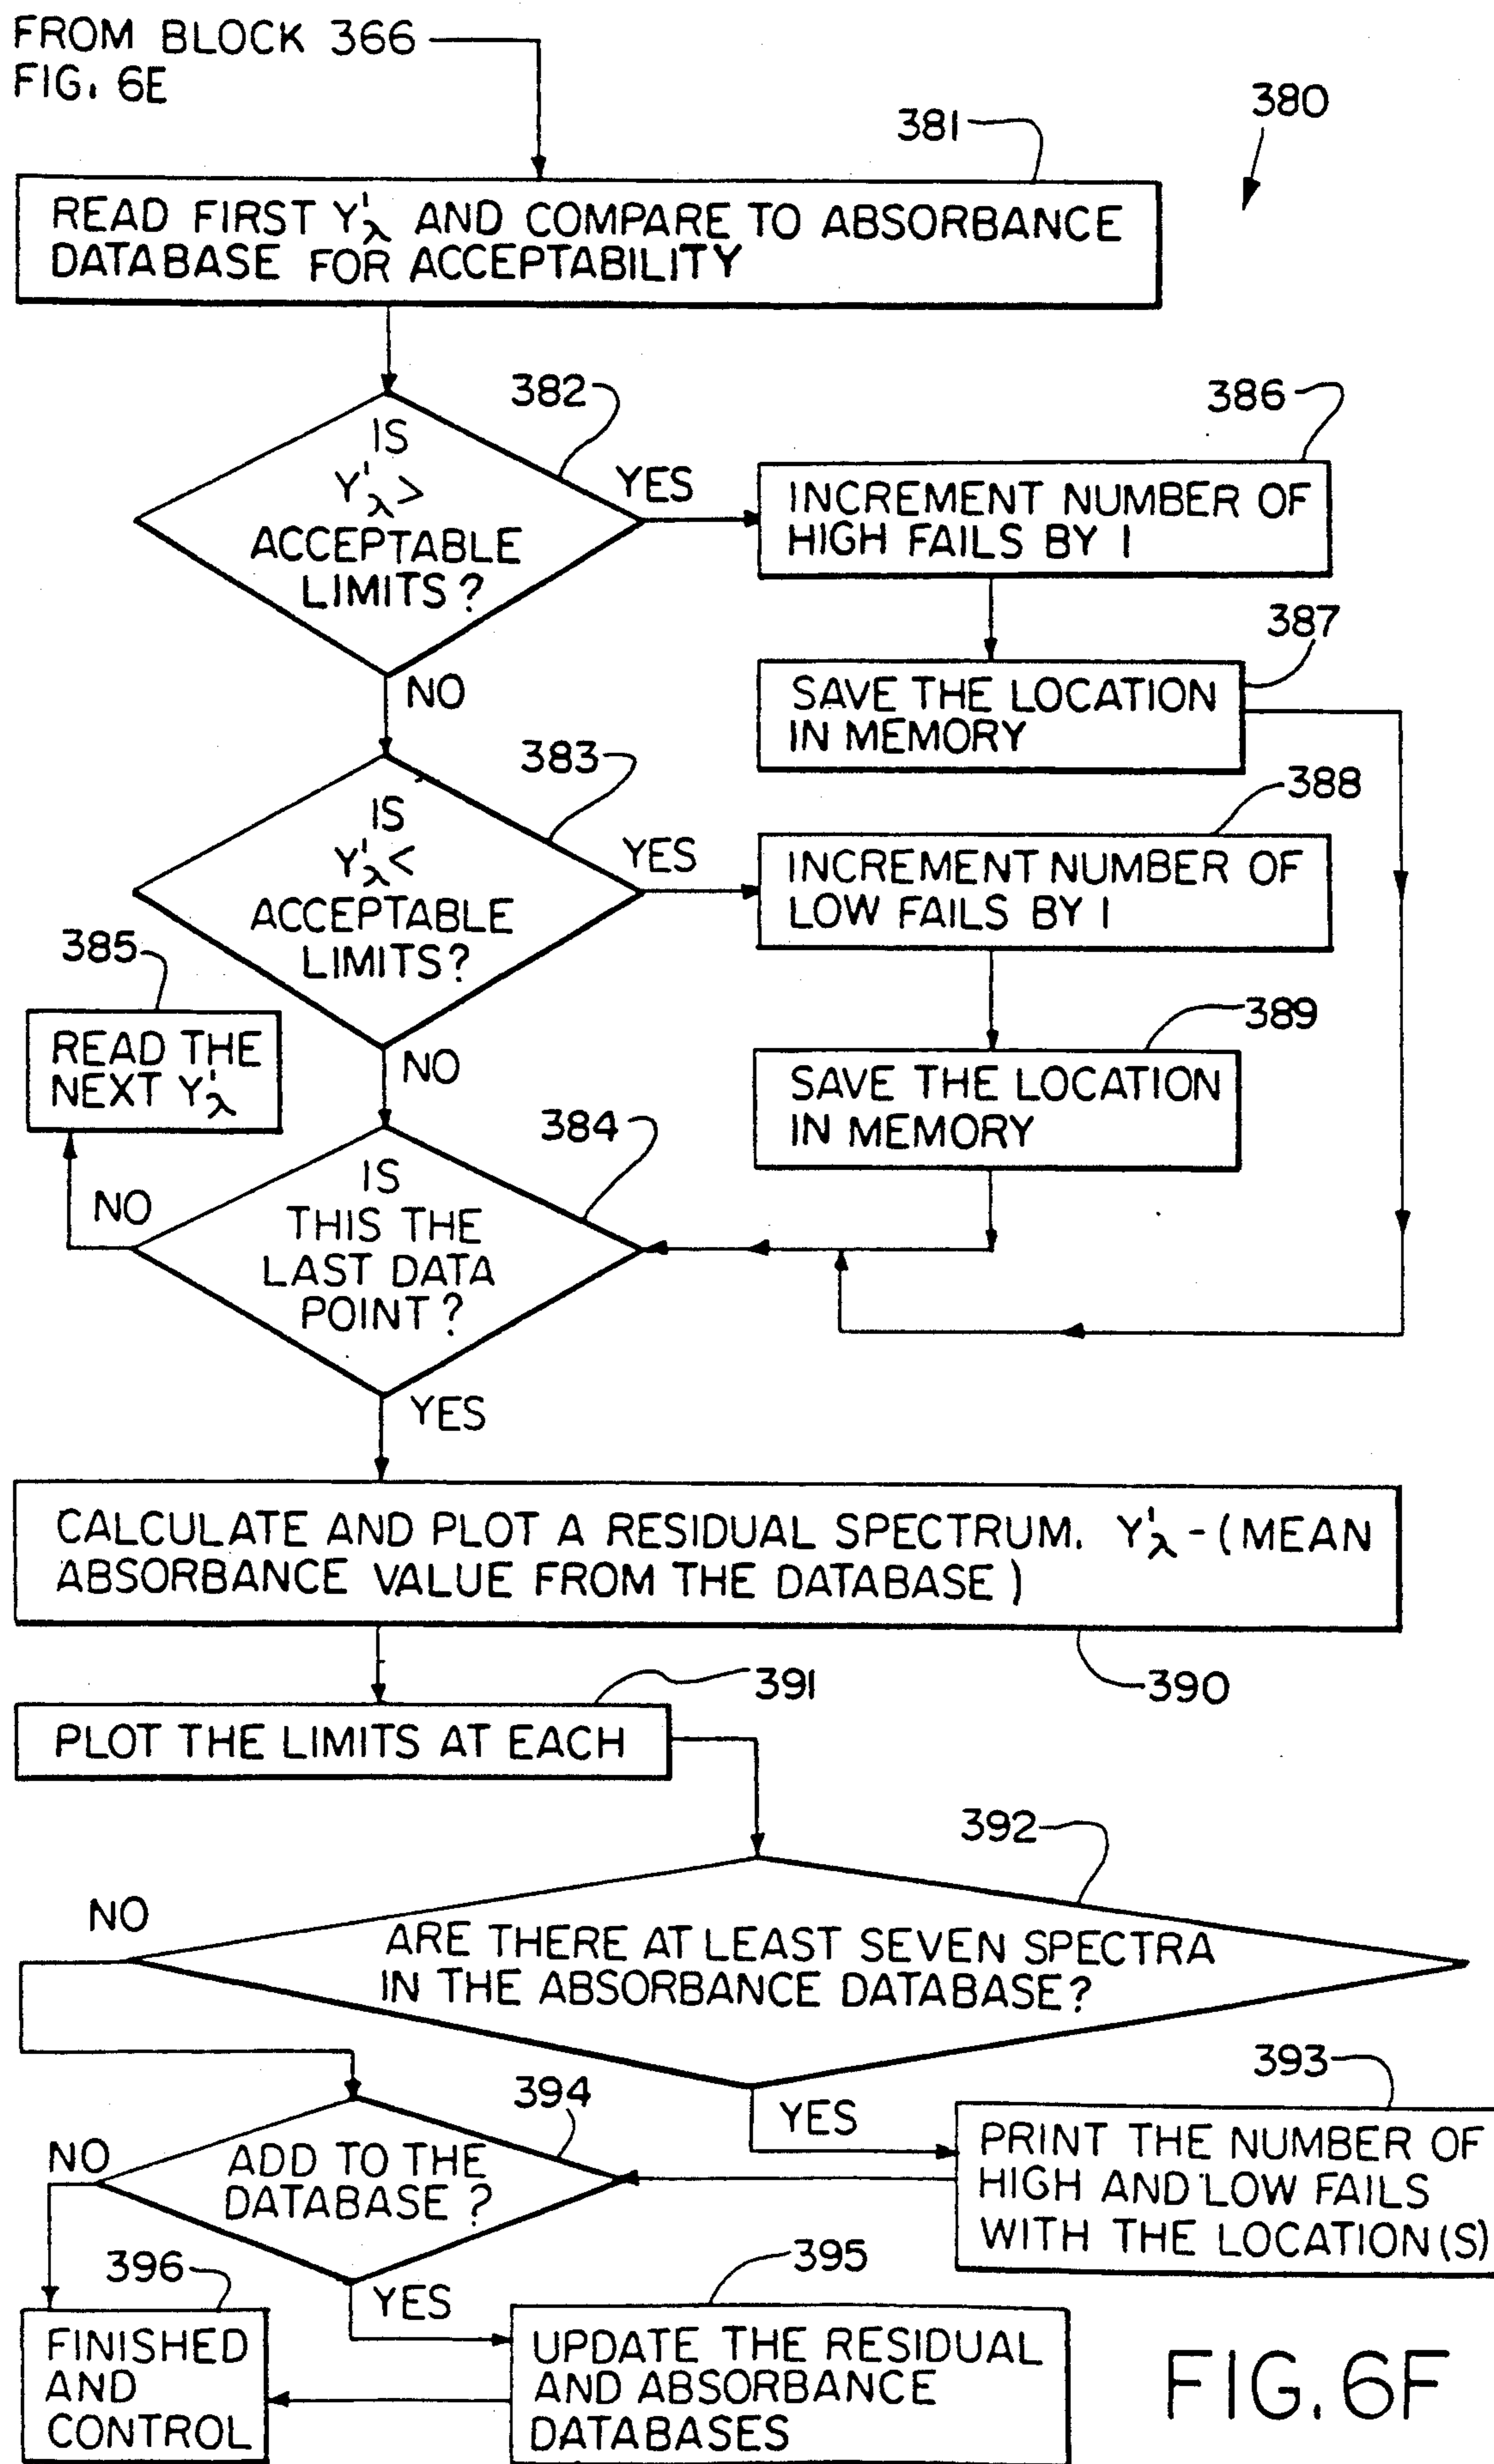 FROM BLOCK 366
FIG. 6E
380
381
READ FIRST Y'λ AND COMPARE TO ABSORBANCE
DATABASE FOR ACCEPTABILITY
382
IS
Y'λ >
ACCEPTABLE
LIMITS?
YES
NO
386
INCREMENT NUMBER OF
HIGH FAILS BY 1
387
SAVE THE LOCATION
IN MEMORY
383
IS
Y'λ <
ACCEPTABLE
LIMITS?
YES
NO
388
INCREMENT NUMBER OF
LOW FAILS BY 1
389
SAVE THE LOCATION
IN MEMORY
385
READ THE
NEXT Y'λ
384
NO
IS
THIS THE
LAST DATA
POINT?
YES
CALCULATE AND PLOT A RESIDUAL SPECTRUM. Y'λ - (MEAN
ABSORBANCE VALUE FROM THE DATABASE)
390
391
PLOT THE LIMITS AT EACH
392
NO
ARE THERE AT LEAST SEVEN SPECTRA
IN THE ABSORBANCE DATABASE?
YES
393
PRINT THE NUMBER OF
HIGH AND LOW FAILS
WITH THE LOCATION(S)
394
NO
ADD TO THE
DATABASE?
YES
395
UPDATE THE RESIDUAL
AND ABSORBANCE
DATABASES
396
FINISHED
AND
CONTROL
FIG. 6F